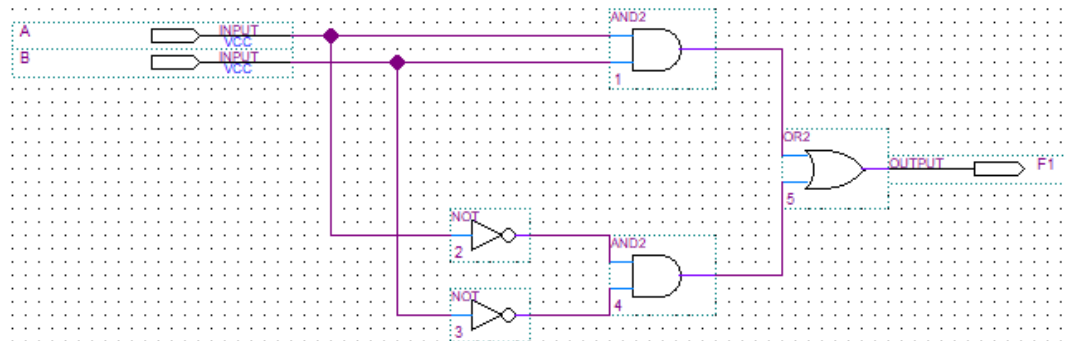 A
INPUT
VCC
B
INPUT
VCC
AND2
1
OR2
5
OUTPUT
F1
NOT
2
AND2
4
NOT
3